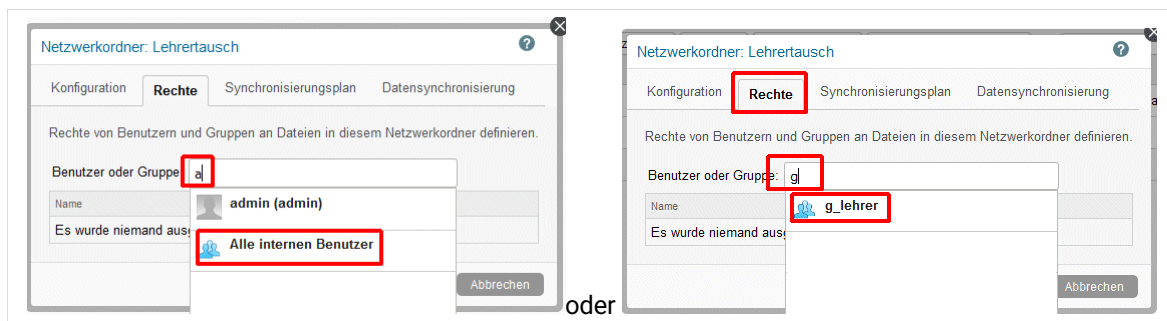 Netzwerkordner: Lehrertausch
Konfiguration Rechte Synchronisierungsplan Datensynchronisierung
Rechte von Benutzern und Gruppen an Dateien in diesem Netzwerkordner definieren.
Benutzer oder Gruppe: a
Name
admin (admin)
Es wurde niemand aus
Alle internen Benutzer
Abbrechen
oder
Netzwerkordner: Lehrertausch
Konfiguration Rechte Synchronisierungsplan Datensynchronisierung
Rechte von Benutzern und Gruppen an Dateien in diesem Netzwerkordner definieren.
Benutzer oder Gruppe: g
Name
g_lehrer
Es wurde niemand aus
Abbrechen